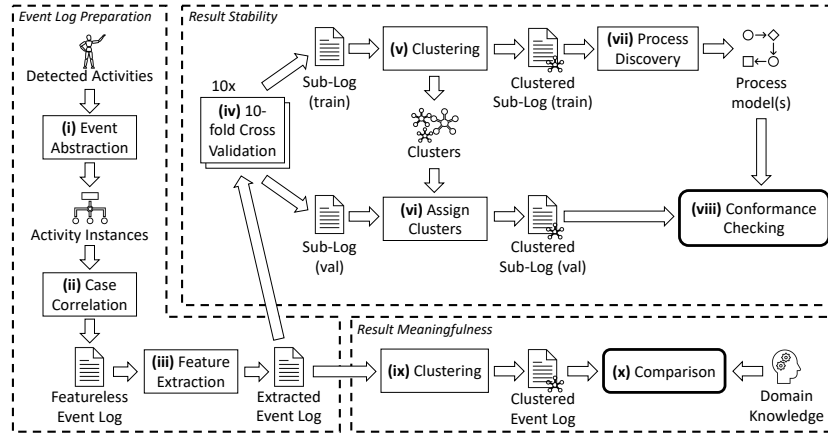 Event Log Preparation
Detected Activities
(i) Event
Abstraction
Activity Instances
(ii) Case
Correlation
Featureless
Event Log
(iii) Feature
Extraction
Extracted
Event Log
Result Stability
10x
(iv) 10-
fold Cross
Validation
Sub-Log
(train)
(v) Clustering
Clustered
Sub-Log (train)
(vii) Process
Discovery
Process
model(s)
Clusters
Sub-Log
(val)
(vi) Assign
Clusters
Clustered
Sub-Log (val)
(viii) Conformance
Checking
Result Meaningfulness
(ix) Clustering
Clustered
Event Log
(x) Comparison
Domain
Knowledge